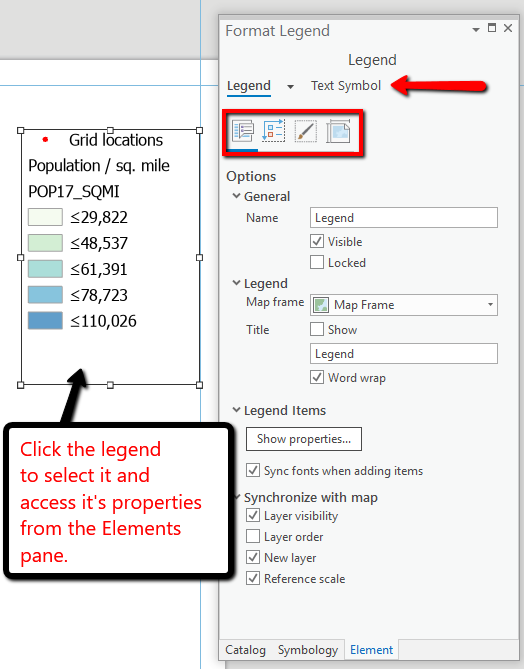 Format Legend
Legend
Legend
Text Symbol
Grid locations
Population / sq. mile
POP17_SQMI
≤29,822
≤48,537
≤61,391
≤78,723
≤110,026
Click the legend
to select it and
access it's properties
from the Elements
pane.
Options
General
Name Legend
Visible
Locked
Legend
Map frame Map Frame
Title Show
Legend
Word wrap
Legend Items
Show properties...
Sync fonts when adding items
Synchronize with map
Layer visibility
Layer order
New layer
Reference scale
Catalog Symbology Element